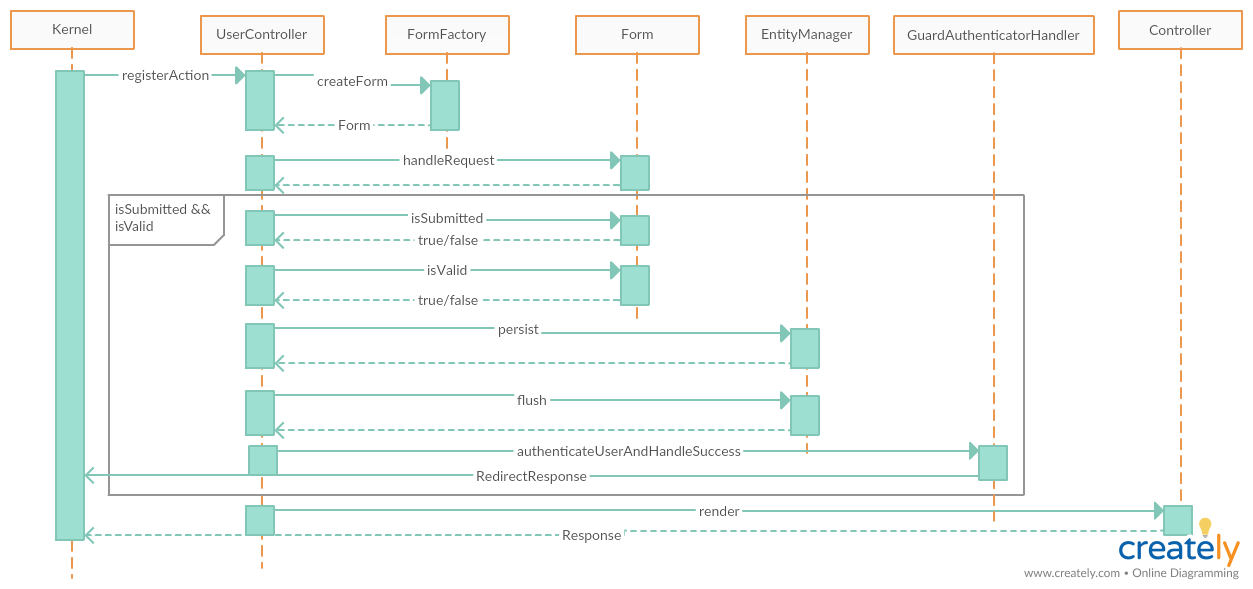 Kernel
UserController
FormFactory
Form
EntityManager
GuardAuthenticatorHandler
Controller
registerAction
createForm
Form
handleRequest
isSubmitted &&
isValid
isSubmitted
true/false
isValid
true/false
persist
flush
authenticateUserAndHandleSuccess
RedirectResponse
render
Response
creately
www.creately.com • Online Diagramming